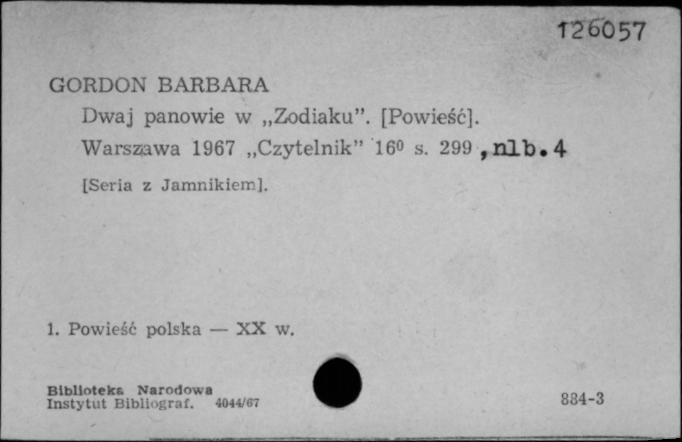 126057
GORDON BARBARA
Dwaj panowie w „Zodiaku”. [Powieść].
Warszawa 1967 „Czytelnik” 16⁰ s. 299, nlb. 4
[Seria z Jamnikiem].
1. Powieść polska — XX w.
Biblioteka Narodowa
Instytut Bibliograf. 4044/67
884-3